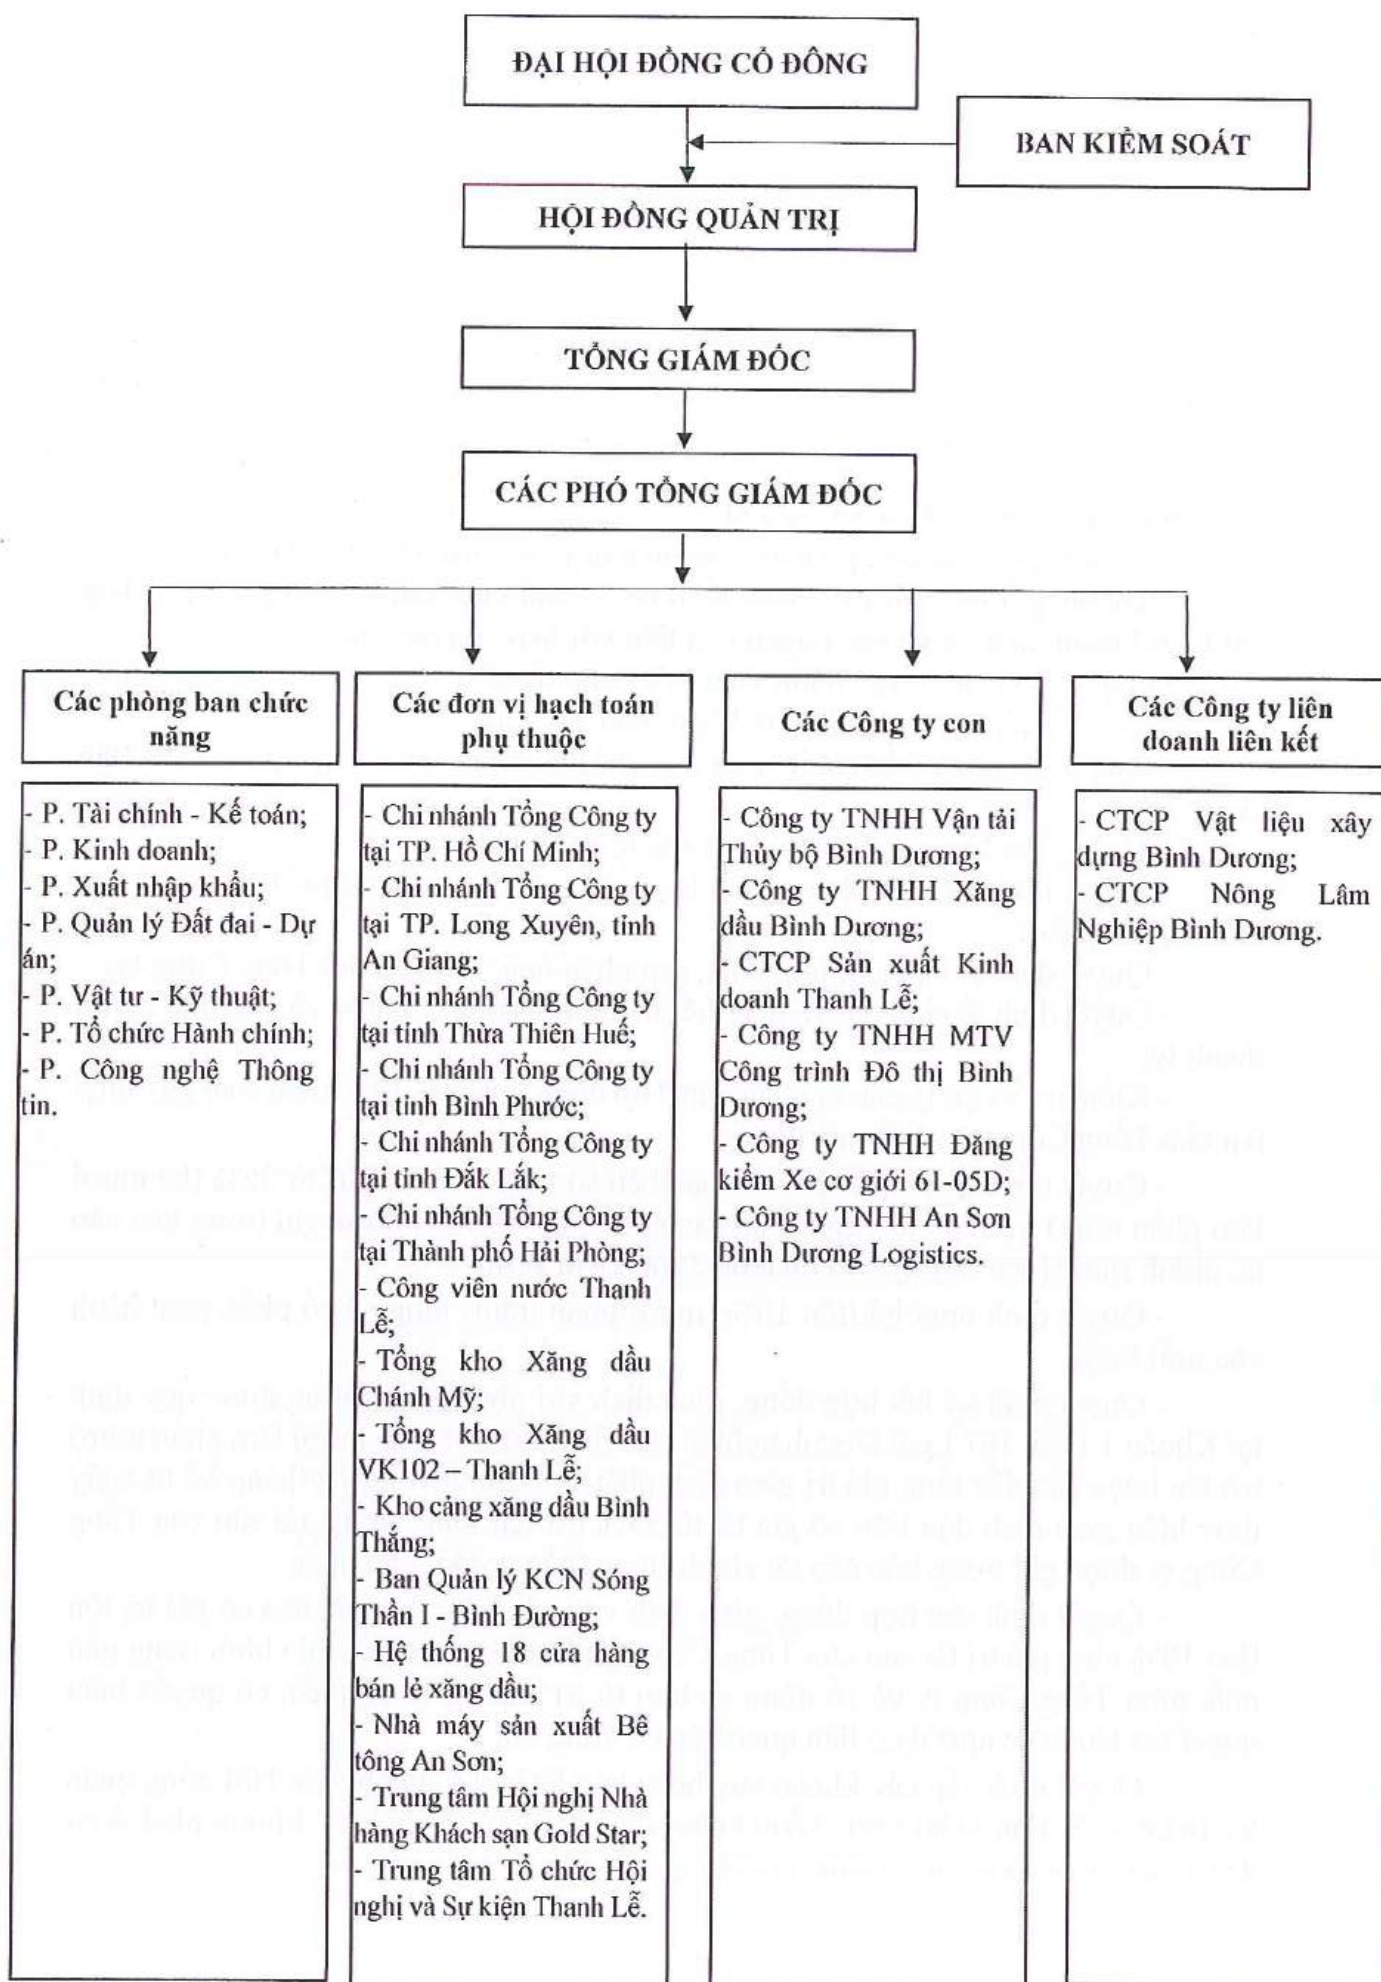 ĐẠI HỘI ĐỒNG CỔ ĐÔNG
BAN KIỂM SOÁT
HỘI ĐỒNG QUẢN TRỊ
TỔNG GIÁM ĐỐC
CÁC PHÓ TỔNG GIÁM ĐỐC
Các phòng ban chức
năng
- P. Tài chính - Kế toán;
- P. Kinh doanh;
- P. Xuất nhập khẩu;
- P. Quản lý Đất đai - Dự
án;
- P. Vật tư - Kỹ thuật;
- P. Tổ chức Hành chính;
- P. Công nghệ Thông
tin.
Các đơn vị hạch toán
phụ thuộc
- Chi nhánh Tổng Công ty
tại TP. Hồ Chí Minh;
- Chi nhánh Tổng Công ty
tại TP. Long Xuyên, tỉnh
An Giang;
- Chi nhánh Tổng Công ty
tại tỉnh Thừa Thiên Huế;
- Chi nhánh Tổng Công ty
tại tỉnh Bình Phước;
- Chi nhánh Tổng Công ty
tại tỉnh Đắk Lắk;
- Chi nhánh Tổng Công ty
tại Thành phố Hải Phòng;
- Công viên nước Thanh
Lễ;
- Tổng kho Xăng dầu
Chánh Mỹ;
- Tổng kho Xăng dầu
VK102 – Thanh Lễ;
- Kho cảng xăng dầu Bình
Thắng;
- Ban Quản lý KCN Sóng
Thần I - Bình Đường;
- Hệ thống 18 cửa hàng
bán lẻ xăng dầu;
- Nhà máy sản xuất Bê
tông An Sơn;
- Trung tâm Hội nghị Nhà
hàng Khách sạn Gold Star;
- Trung tâm Tổ chức Hội
nghị và Sự kiện Thanh Lễ.
Các Công ty con
- Công ty TNHH Vận tải
Thủy bộ Bình Dương;
- Công ty TNHH Xăng
dầu Bình Dương;
- CTCP Sản xuất Kinh
doanh Thanh Lễ;
- Công ty TNHH MTV
Công trình Đô thị Bình
Dương;
- Công ty TNHH Đăng
kiểm Xe cơ giới 61-05D;
- Công ty TNHH An Sơn
Bình Dương Logistics.
Các Công ty liên
doanh liên kết
- CTCP Vật liệu xây
dựng Bình Dương;
- CTCP Nông Lâm
Nghiệp Bình Dương.